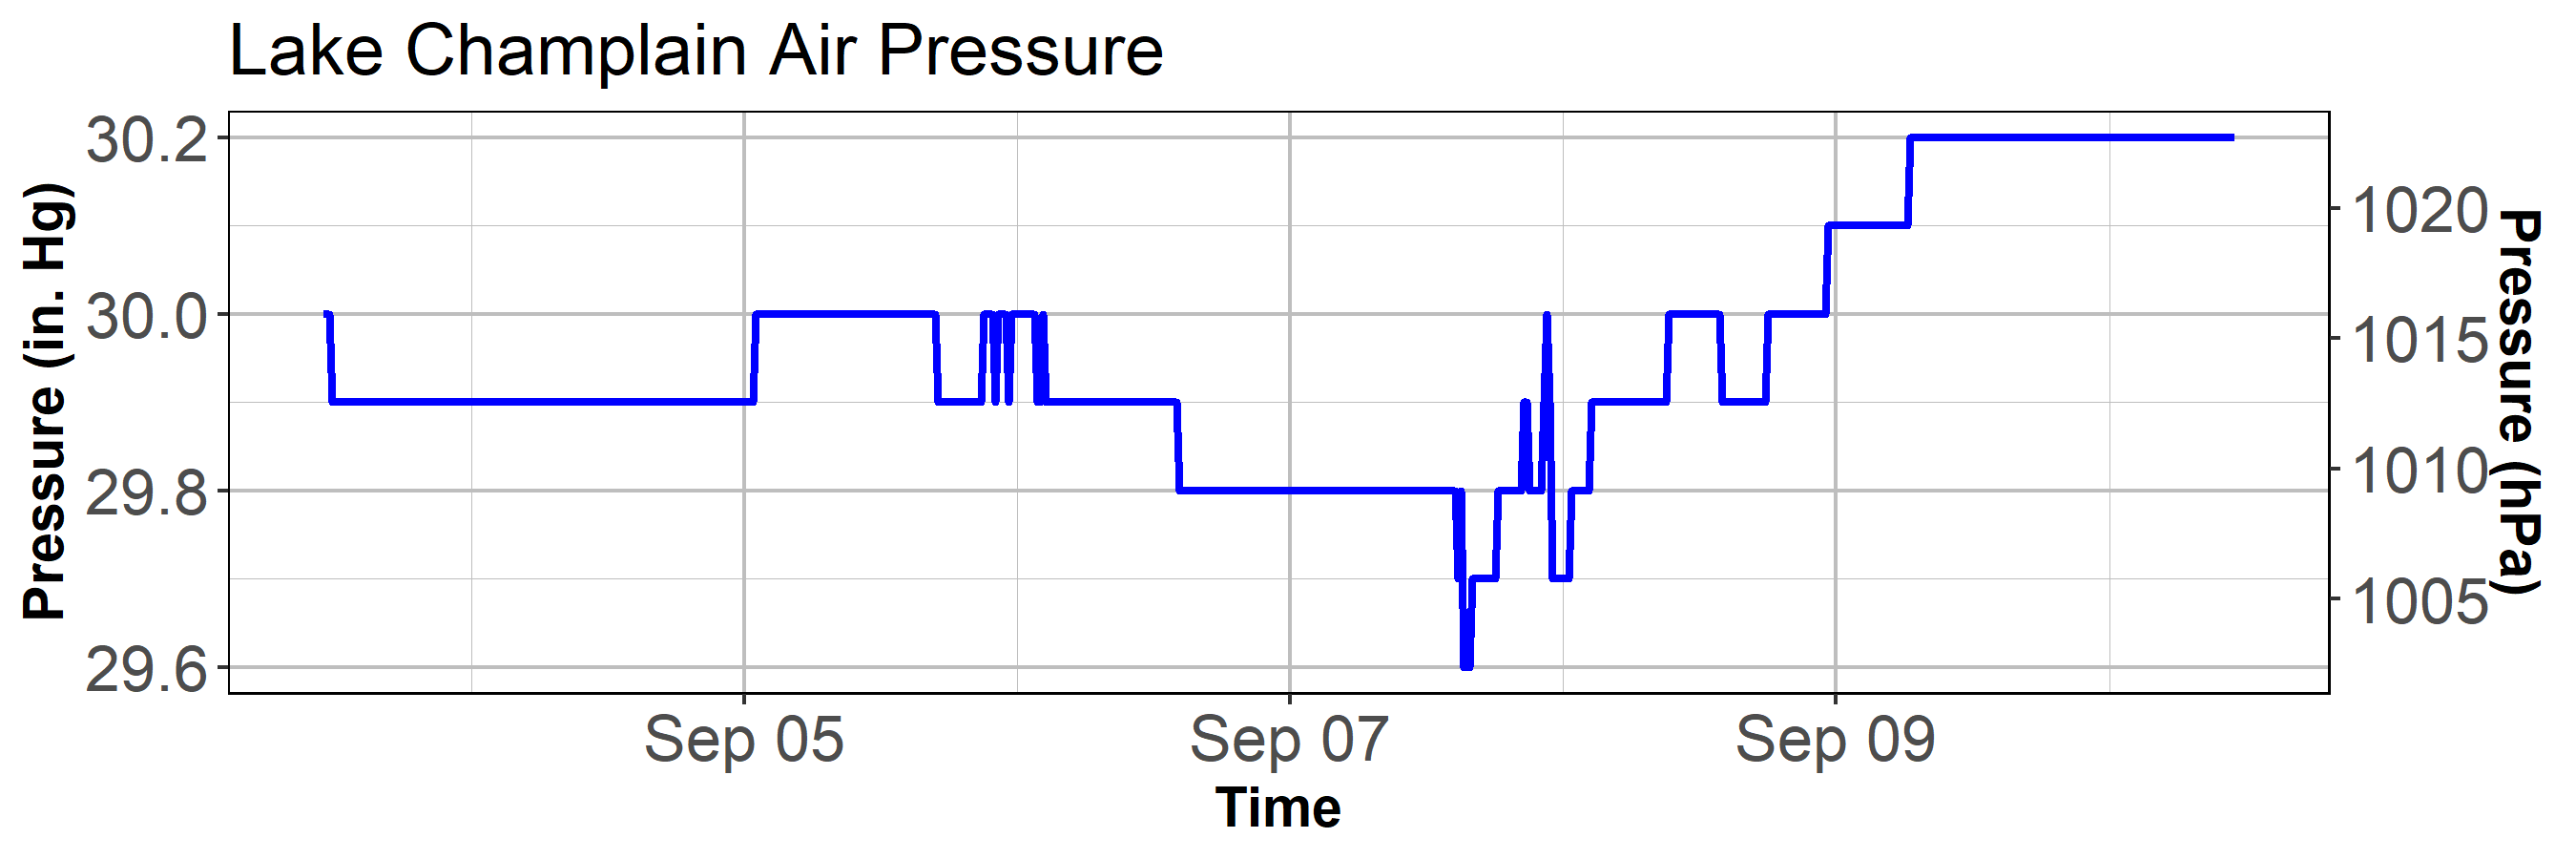 Lake Champlain Air Pressure
Pressure (in. Hg)
30.2
30.0
29.8
29.6
1020
1015
1010
1005
Pressure (hPa)
Sep 05 Sep 07 Sep 09
Time